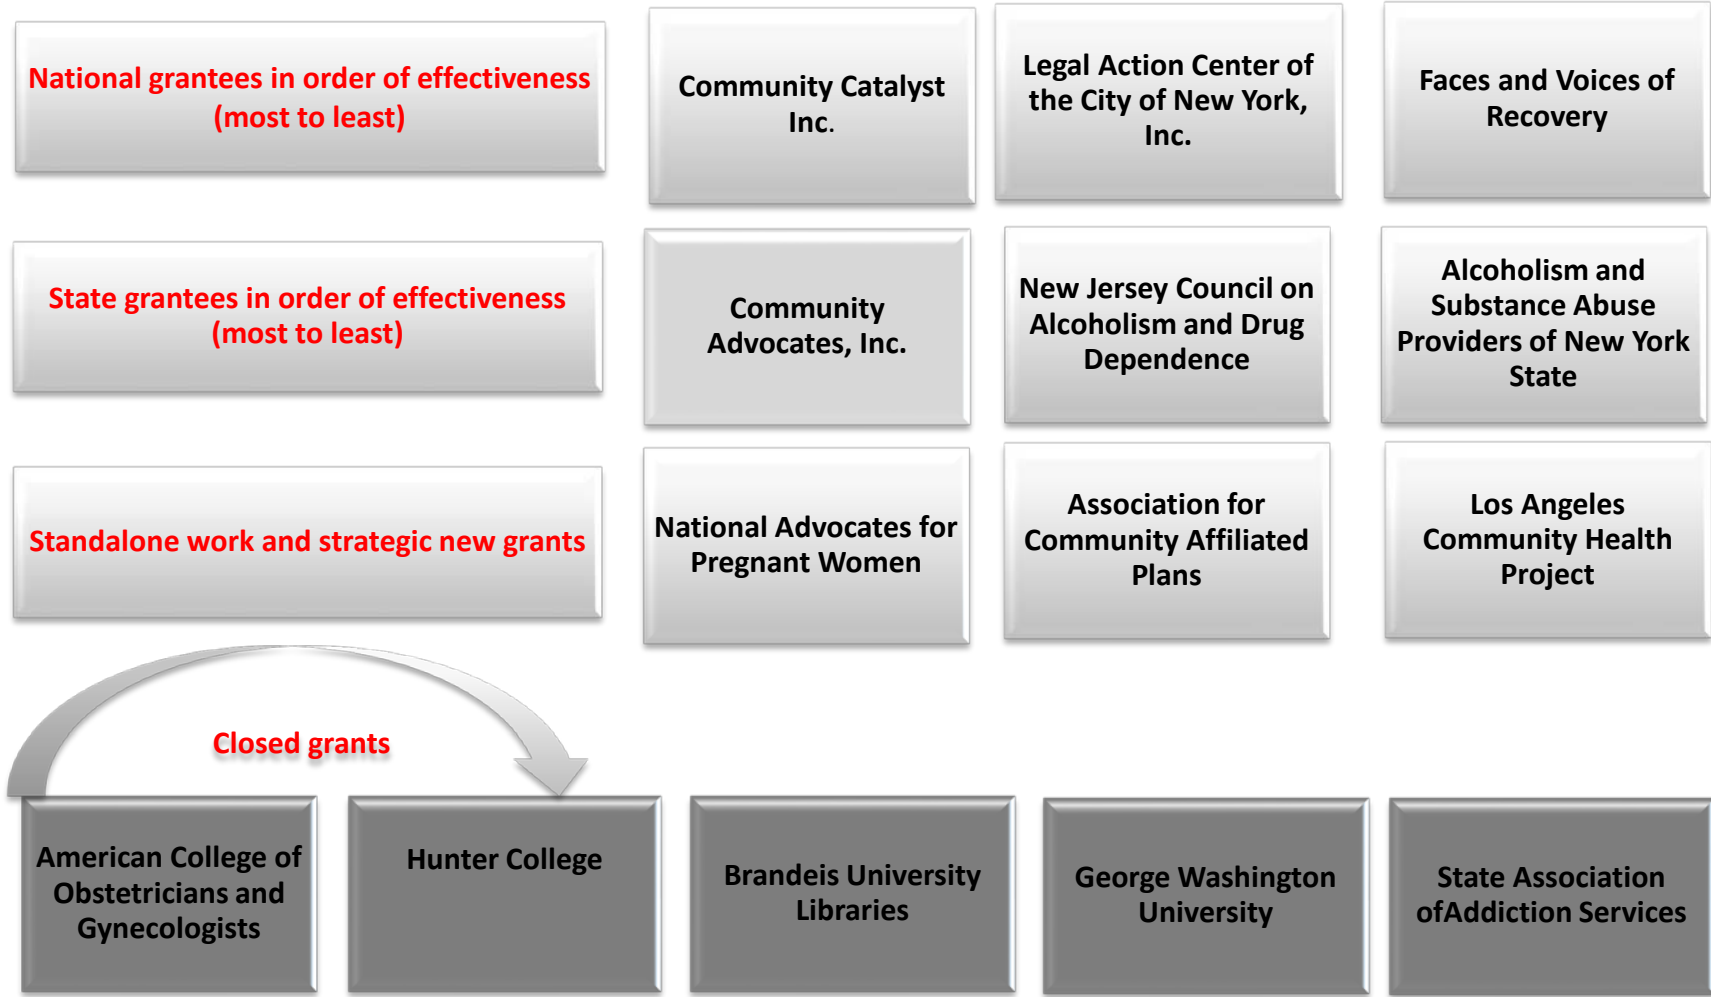 National grantees in order of effectiveness
(most to least)
Community Catalyst
Inc.
Legal Action Center of
the City of New York,
Inc.
Faces and Voices of
Recovery
State grantees in order of effectiveness
(most to least)
Community
Advocates, Inc.
New Jersey Council on
Alcoholism and Drug
Dependence
Alcoholism and
Substance Abuse
Providers of New York
State
Standalone work and strategic new grants
National Advocates for
Pregnant Women
Association for
Community Affiliated
Plans
Los Angeles
Community Health
Project
Closed grants
American College of
Obstetricians and
Gynecologists
Hunter College
Brandeis University
Libraries
George Washington
University
State Association
ofAddiction Services